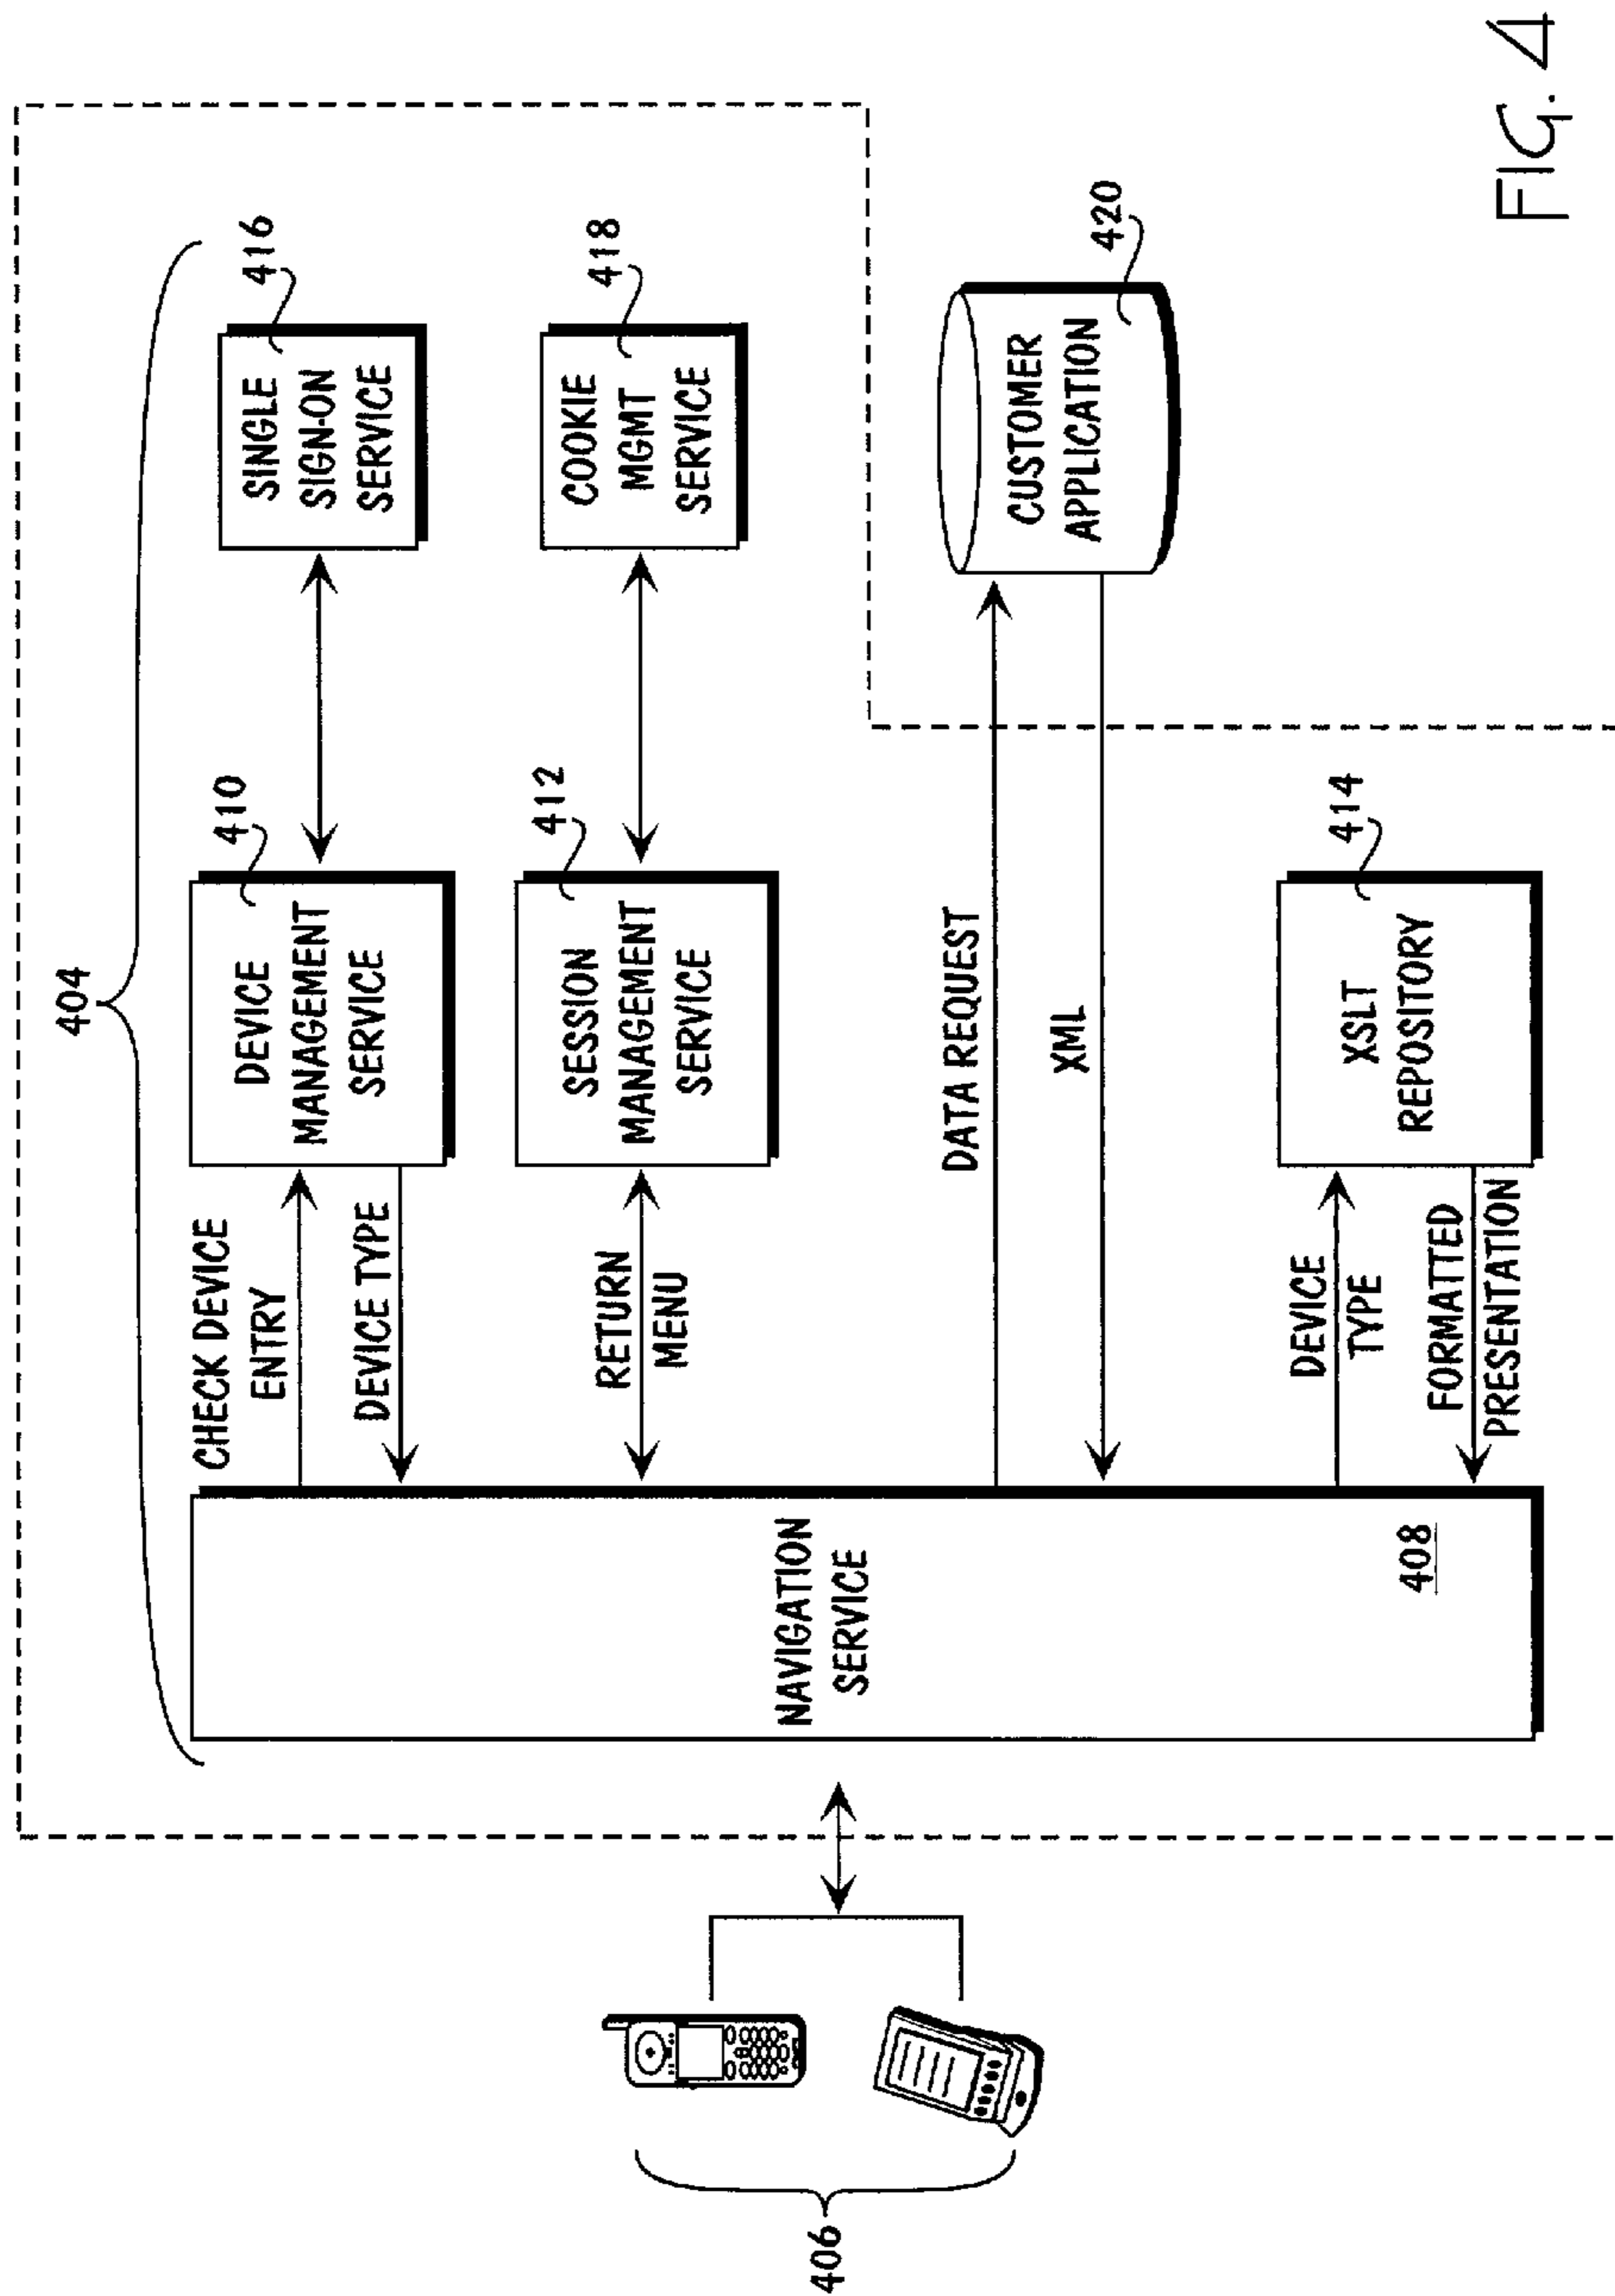 404
406
NAVIGATION
SERVICE
408
CHECK DEVICE
ENTRY
DEVICE TYPE
DEVICE
MANAGEMENT
SERVICE
410
SINGLE
SIGN-ON
SERVICE
416
RETURN
MENU
SESSION
MANAGEMENT
SERVICE
412
COOKIE
MGMT
SERVICE
418
DATA REQUEST
XML
CUSTOMER
APPLICATION
420
DEVICE
TYPE
FORMATTED
PRESENTATION
XSLT
REPOSITORY
414
FIG. 4